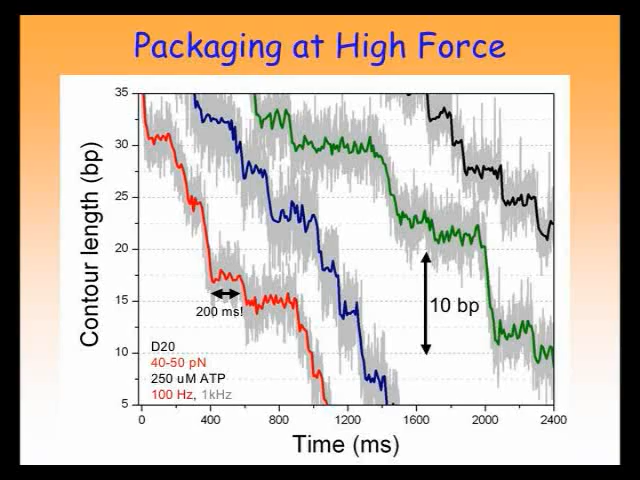 Packaging at High Force
Contour length (bp)
35
30
25
20
15
10
5
200 ms!
10 bp
D20
40-50 pN
250 uM ATP
100 Hz, 1kHz
0 400 800 1200 1600 2000 2400
Time (ms)